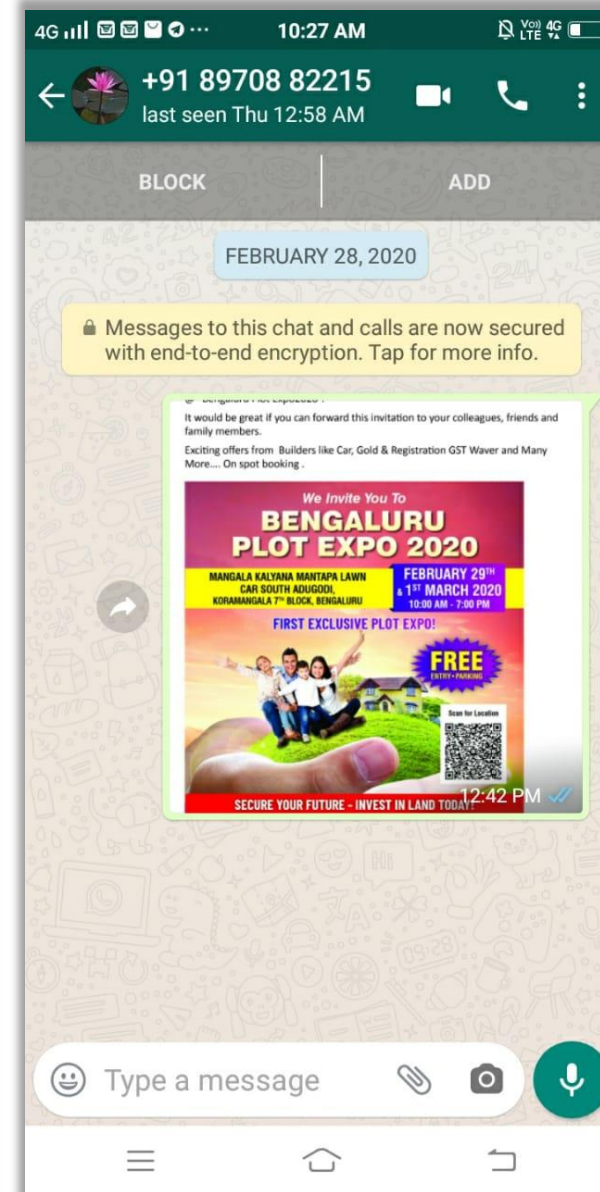 4G 10:27 AM Vo)) LTE 4G
+91 89708 82215
last seen Thu 12:58 AM
BLOCK ADD
FEBRUARY 28, 2020
Messages to this chat and calls are now secured
with end-to-end encryption. Tap for more info.
It would be great if you can forward this invitation to your colleagues, friends and
family members.
Exciting offers from Builders like Car, Gold & Registration GST Waver and Many
More.... On spot booking .
We Invite You To
BENGALURU
PLOT EXPO 2020
MANGALA KALYANA MANTAPA LAWN
CAR SOUTH ADUGODI,
KORAMANGALA 7TH BLOCK, BENGALURU
FEBRUARY 29TH
& 1ST MARCH 2020
10:00 AM - 7:00 PM
FIRST EXCLUSIVE PLOT EXPO!
FREE
ENTRY+PARKING
Scan for Location
SECURE YOUR FUTURE - INVEST IN LAND TODAY!
12:42 PM
Type a message